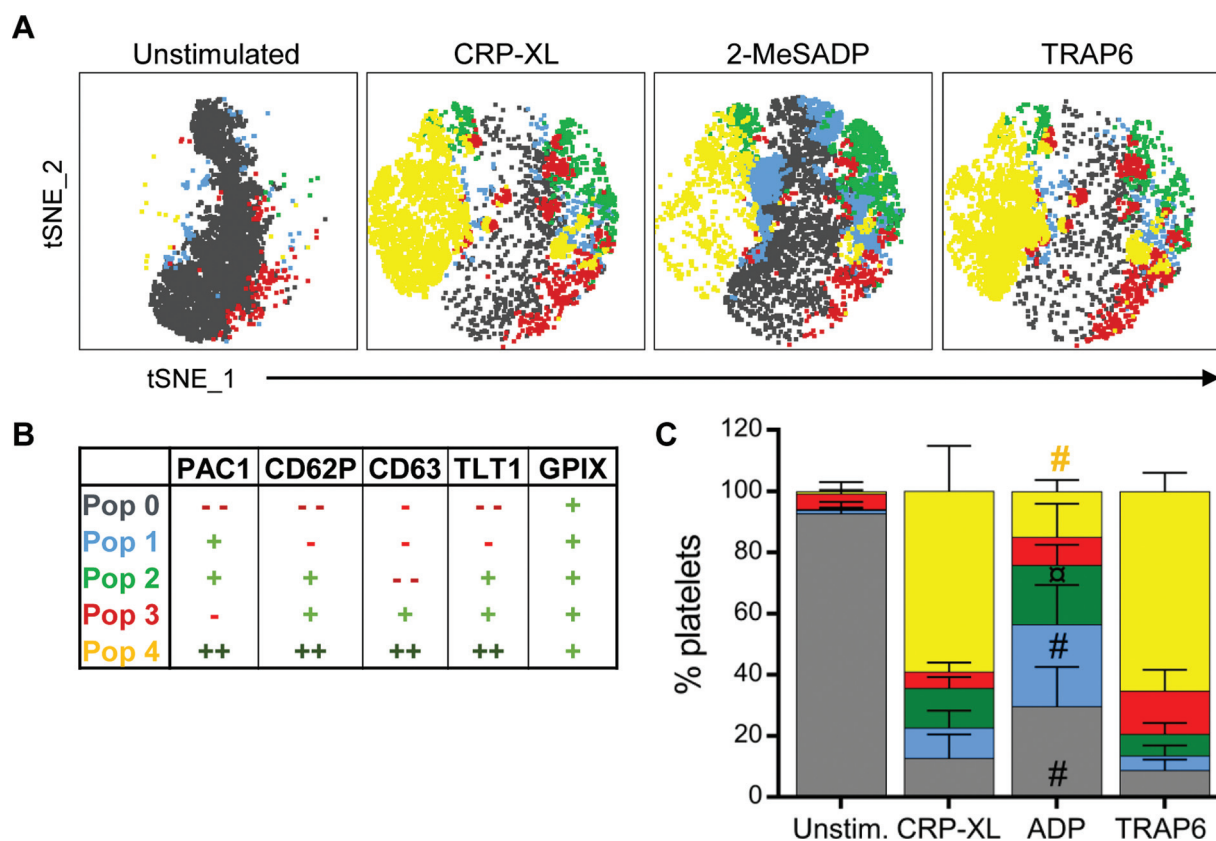 A
Unstimulated CRP-XL 2-MeSADP TRAP6
tSNE_2
tSNE_1
B
PAC1 CD62P CD63 TLT1 GPIX
Pop 0 -- -- - -- +
Pop 1 + - - - +
Pop 2 + + -- + +
Pop 3 - + + + +
Pop 4 ++ ++ ++ ++ +
C
% platelets
120
100
80
60
40
20
0
#
¤
#
#
Unstim. CRP-XL ADP TRAP6